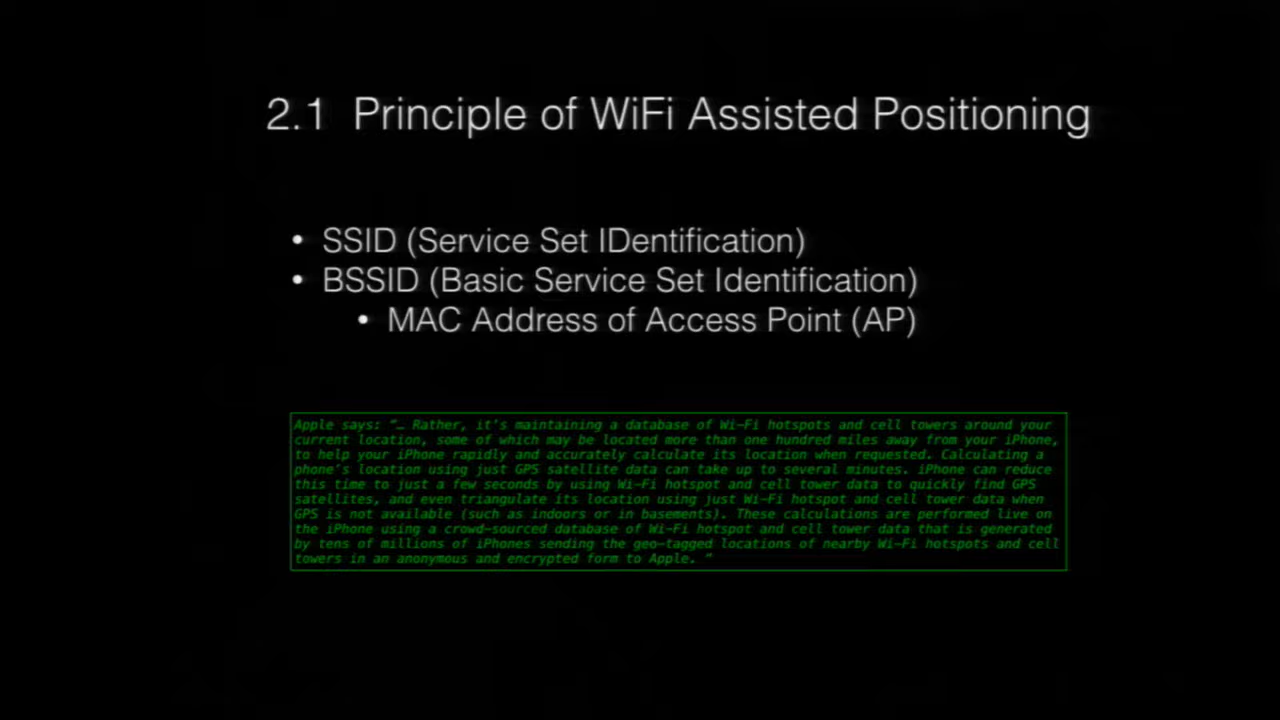 2.1 Principle of WiFi Assisted Positioning
• SSID (Service Set IDentification)
• BSSID (Basic Service Set Identification)
• MAC Address of Access Point (AP)
Apple says: "… Rather, it's maintaining a database of Wi-Fi hotspots and cell towers around your
current location, some of which may be located more than one hundred miles away from your iPhone,
to help your iPhone rapidly and accurately calculate its location when requested. Calculating a
phone's location using just GPS satellite data can take up to several minutes. iPhone can reduce
this time to just a few seconds by using Wi-Fi hotspot and cell tower data to quickly find GPS
satellites, and even triangulate its location using just Wi-Fi hotspot and cell tower data when
GPS is not available (such as indoors or in basements). These calculations are performed live on
the iPhone using a crowd-sourced database of Wi-Fi hotspot and cell tower data that is generated
by tens of millions of iPhones sending the geo-tagged locations of nearby Wi-Fi hotspots and cell
towers in an anonymous and encrypted form to Apple. "